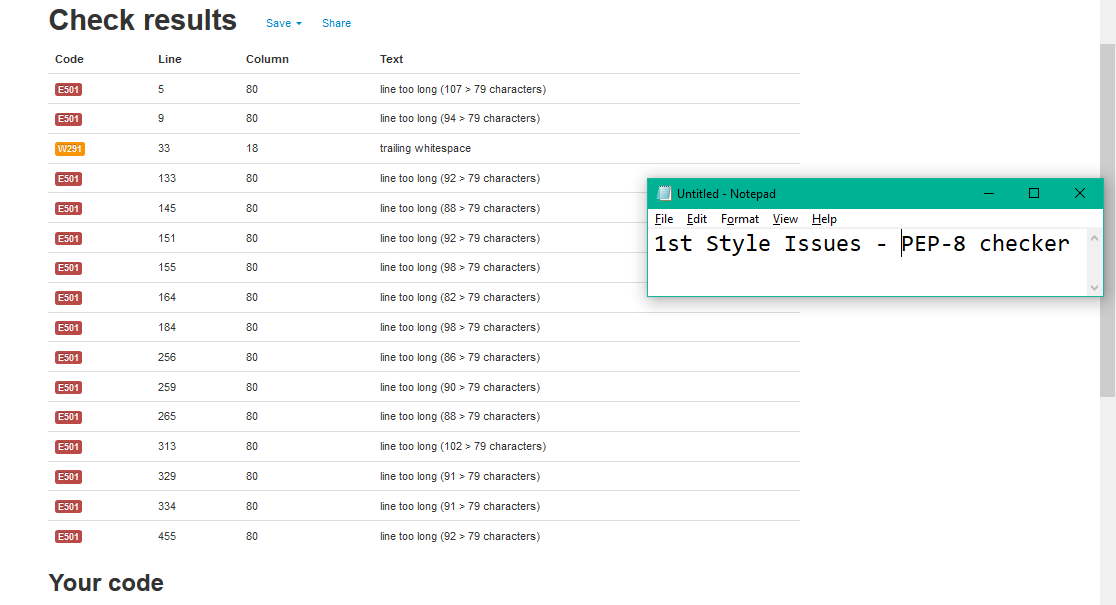 Check results Save Share
Code Line Column Text
E501 5 80 line too long (107 > 79 characters)
E501 9 80 line too long (94 > 79 characters)
W291 33 18 trailing whitespace
E501 133 80 line too long (92 > 79 characters)
E501 145 80 line too long (88 > 79 characters)
E501 151 80 line too long (92 > 79 characters)
E501 155 80 line too long (98 > 79 characters)
E501 164 80 line too long (82 > 79 characters)
E501 184 80 line too long (98 > 79 characters)
E501 256 80 line too long (86 > 79 characters)
E501 259 80 line too long (90 > 79 characters)
E501 265 80 line too long (88 > 79 characters)
E501 313 80 line too long (102 > 79 characters)
E501 329 80 line too long (91 > 79 characters)
E501 334 80 line too long (91 > 79 characters)
E501 455 80 line too long (92 > 79 characters)
Your code
Untitled - Notepad
File Edit Format View Help
1st Style Issues - PEP-8 checker